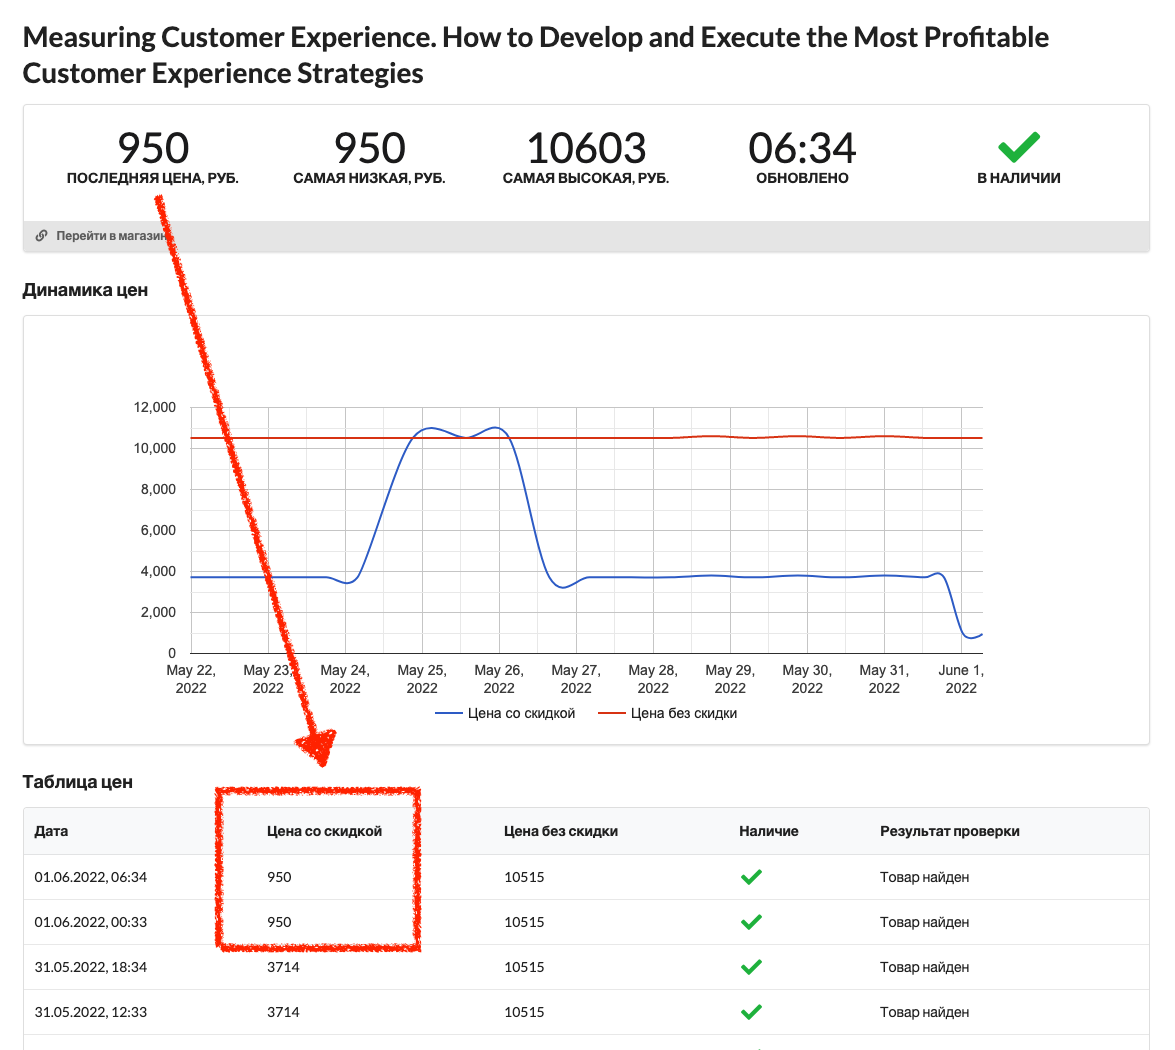 Measuring Customer Experience. How to Develop and Execute the Most Profitable
Customer Experience Strategies
950 950 10603 06:34
ПОСЛЕДНЯЯ ЦЕНА, РУБ. САМАЯ НИЗКАЯ, РУБ. САМАЯ ВЫСОКАЯ, РУБ. ОБНОВЛЕНО В НАЛИЧИИ
Перейти в магазин
Динамика цен
12,000
10,000
8,000
6,000
4,000
2,000
0
May 22, May 23, May 24, May 25, May 26, May 27, May 28, May 29, May 30, May 31, June 1,
2022 2022 2022 2022 2022 2022 2022 2022 2022 2022 2022
Цена со скидкой Цена без скидки
Таблица цен
Дата Цена со скидкой Цена без скидки Наличие Результат проверки
01.06.2022, 06:34 950 10515 Товар найден
01.06.2022, 00:33 950 10515 Товар найден
31.05.2022, 18:34 3714 10515 Товар найден
31.05.2022, 12:33 3714 10515 Товар найден